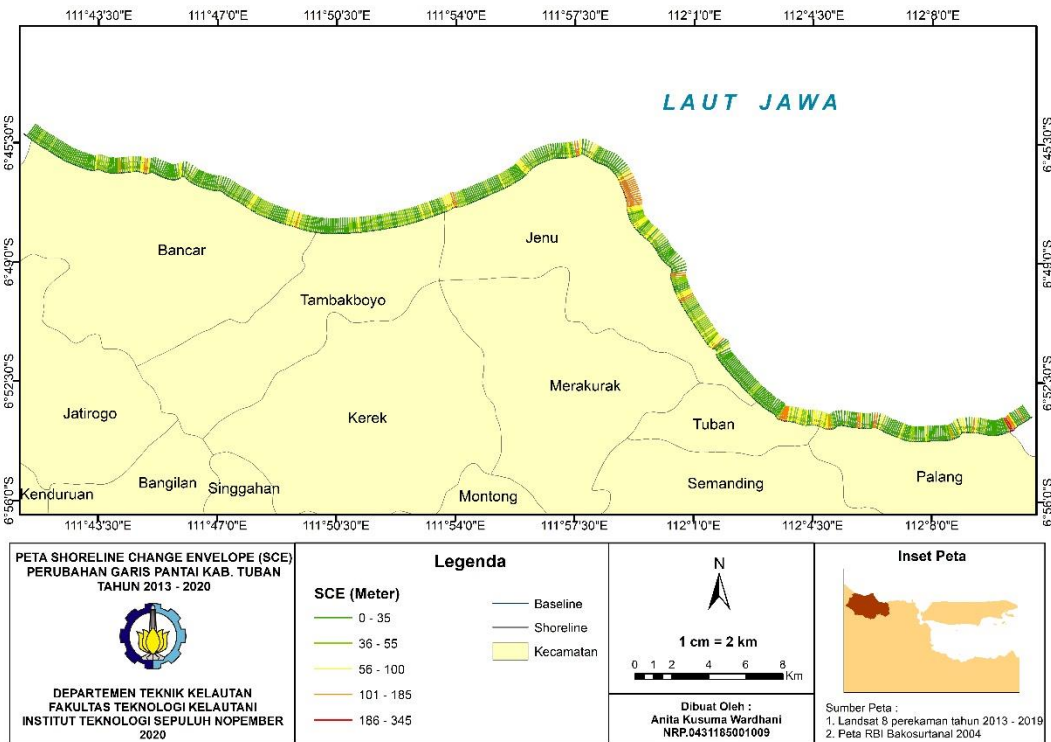 111°43'30"E 111°47'0"E 111°50'30"E 111°54'0"E 111°57'30"E 112°1'0"E 112°4'30"E 112°8'0"E
LAUT JAWA
6°45'30"S 6°45'30"S
Bancar
Jenu
6°49'0"S 6°49'0"S
Tambakboyo
6°52'30"S 6°52'30"S
Merakurak
Jatirogo
Kerek
Tuban
Kenduruan
Bangilan
Singgahan
Montong
Semanding
Palang
6°56'0"S 6°56'0"S
111°43'30"E 111°47'0"E 111°50'30"E 111°54'0"E 111°57'30"E 112°1'0"E 112°4'30"E 112°8'0"E
PETA SHORELINE CHANGE ENVELOPE (SCE)
PERUBAHAN GARIS PANTAI KAB. TUBAN
TAHUN 2013 - 2020
DEPARTEMEN TEKNIK KELAUTAN
FAKULTAS TEKNOLOGI KELAUTANI
INSTITUT TEKNOLOGI SEPULUH NOPEMBER
2020
Legenda
SCE (Meter)
0 - 35
36 - 55
56 - 100
101 - 185
186 - 345
Baseline
Shoreline
Kecamatan
N
1 cm = 2 km
0 1 2 4 6 8
Km
Dibuat Oleh :
Anita Kusuma Wardhani
NRP.0431185001009
Inset Peta
Sumber Peta :
1. Landsat 8 perekaman tahun 2013 - 2019
2. Peta RBI Bakosurtanal 2004